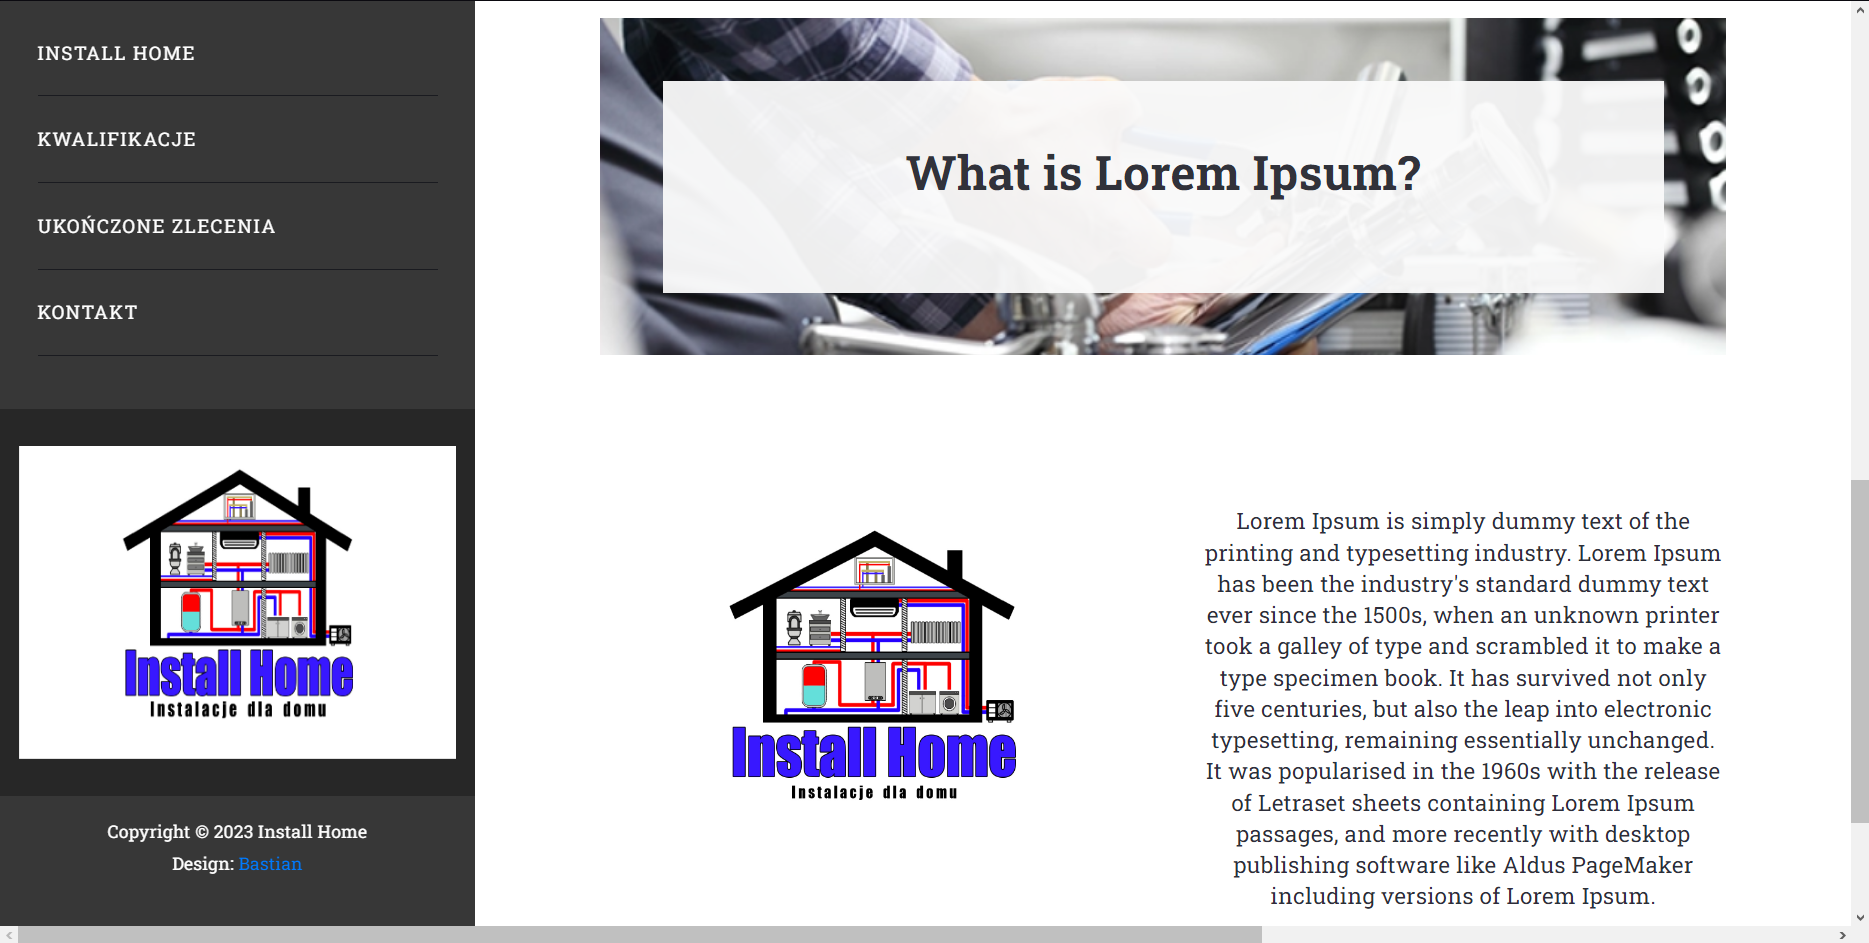 INSTALL HOME
KWALIFIKACJE
UKOŃCZONE ZLECENIA
KONTAKT
Install Home
Instalacje dla domu
Copyright © 2023 Install Home
Design: Bastian
What is Lorem Ipsum?
Install Home
Instalacje dla domu
Lorem Ipsum is simply dummy text of the
printing and typesetting industry. Lorem Ipsum
has been the industry's standard dummy text
ever since the 1500s, when an unknown printer
took a galley of type and scrambled it to make a
type specimen book. It has survived not only
five centuries, but also the leap into electronic
typesetting, remaining essentially unchanged.
It was popularised in the 1960s with the release
of Letraset sheets containing Lorem Ipsum
passages, and more recently with desktop
publishing software like Aldus PageMaker
including versions of Lorem Ipsum.